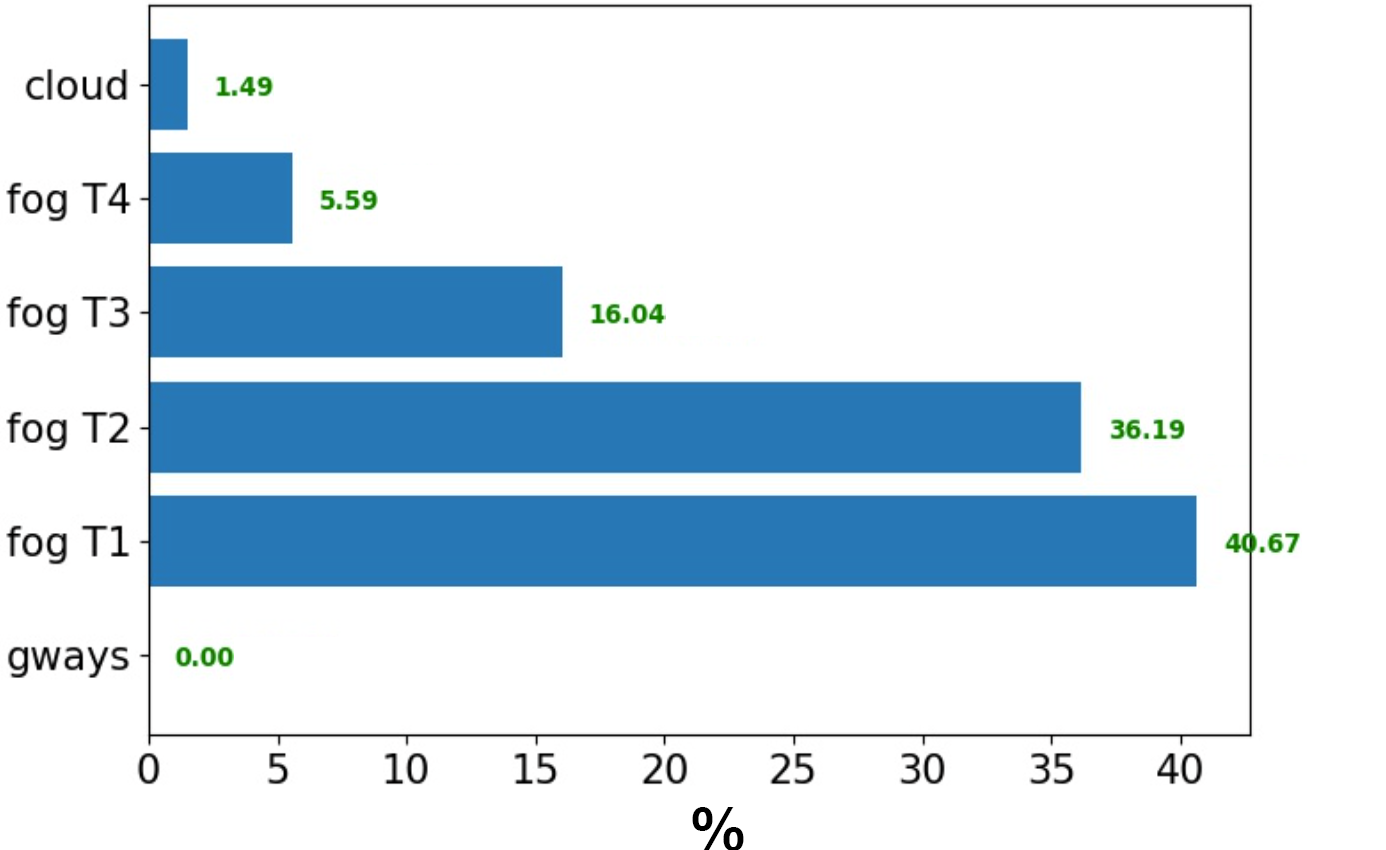 cloud 1.49
fog T4 5.59
fog T3 16.04
fog T2 36.19
fog T1 40.67
gways 0.00
0 5 10 15 20 25 30 35 40
%